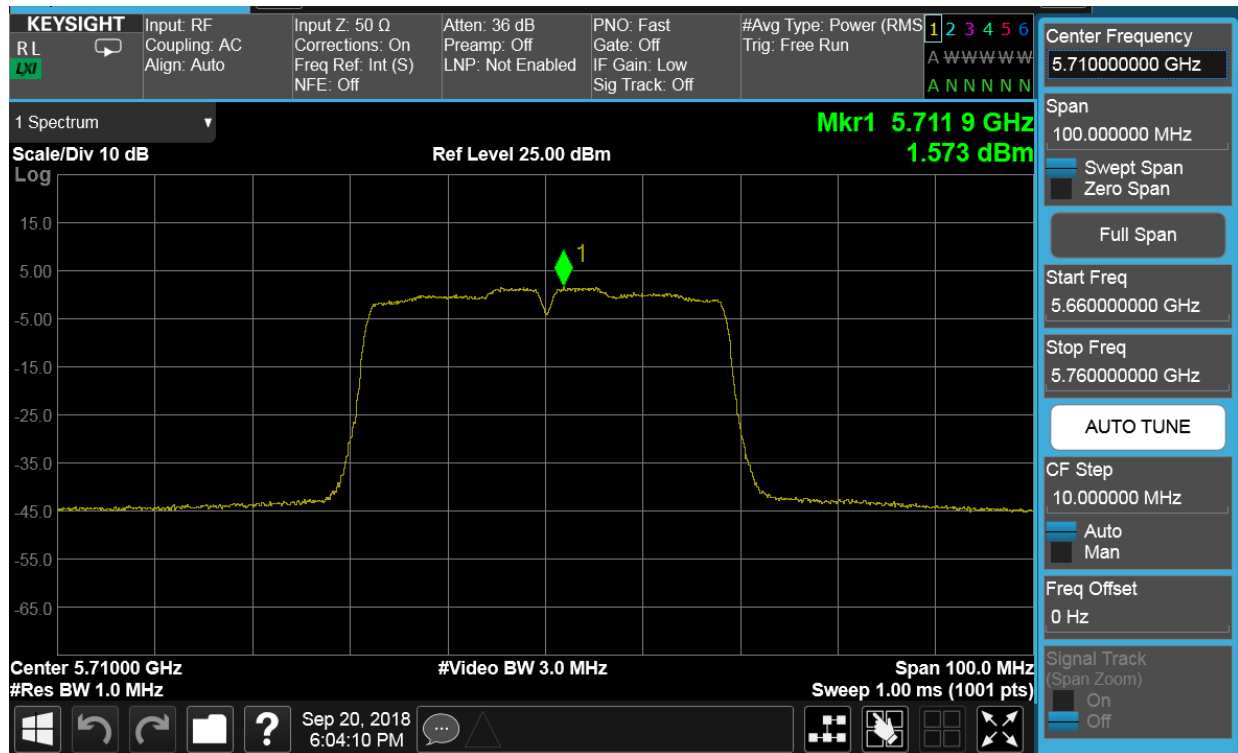 KEYSIGHT
R L
LXI
Input: RF
Coupling: AC
Align: Auto
Input Z: 50 Ω
Corrections: On
Freq Ref: Int (S)
NFE: Off
Atten: 36 dB
Preamp: Off
LNP: Not Enabled
PNO: Fast
Gate: Off
IF Gain: Low
Sig Track: Off
#Avg Type: Power (RMS
Trig: Free Run
1 2 3 4 5 6
A W W W W W
A N N N N N
1 Spectrum
Mkr1 5.711 9 GHz
1.573 dBm
Scale/Div 10 dB
Ref Level 25.00 dBm
Log
1
15.0
5.00
-5.00
-15.0
-25.0
-35.0
-45.0
-55.0
-65.0
Center 5.71000 GHz
#Video BW 3.0 MHz
Span 100.0 MHz
#Res BW 1.0 MHz
Sweep 1.00 ms (1001 pts)
?
Sep 20, 2018
6:04:10 PM
Center Frequency
5.710000000 GHz
Span
100.000000 MHz
Swept Span
Zero Span
Full Span
Start Freq
5.660000000 GHz
Stop Freq
5.760000000 GHz
AUTO TUNE
CF Step
10.000000 MHz
Auto
Man
Freq Offset
0 Hz
Signal Track
(Span Zoom)
On
Off